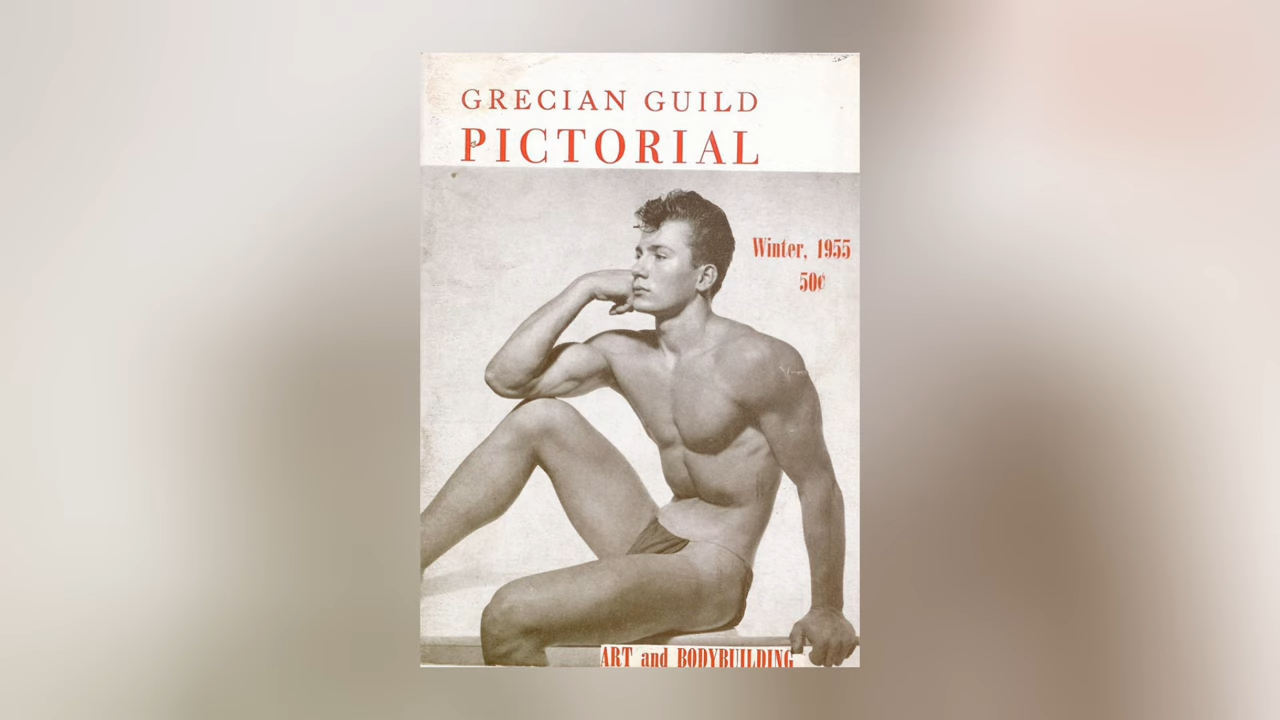 GRECIAN GUILD
PICTORIAL
Winter, 1955
50¢
ART and BODYBUILDING